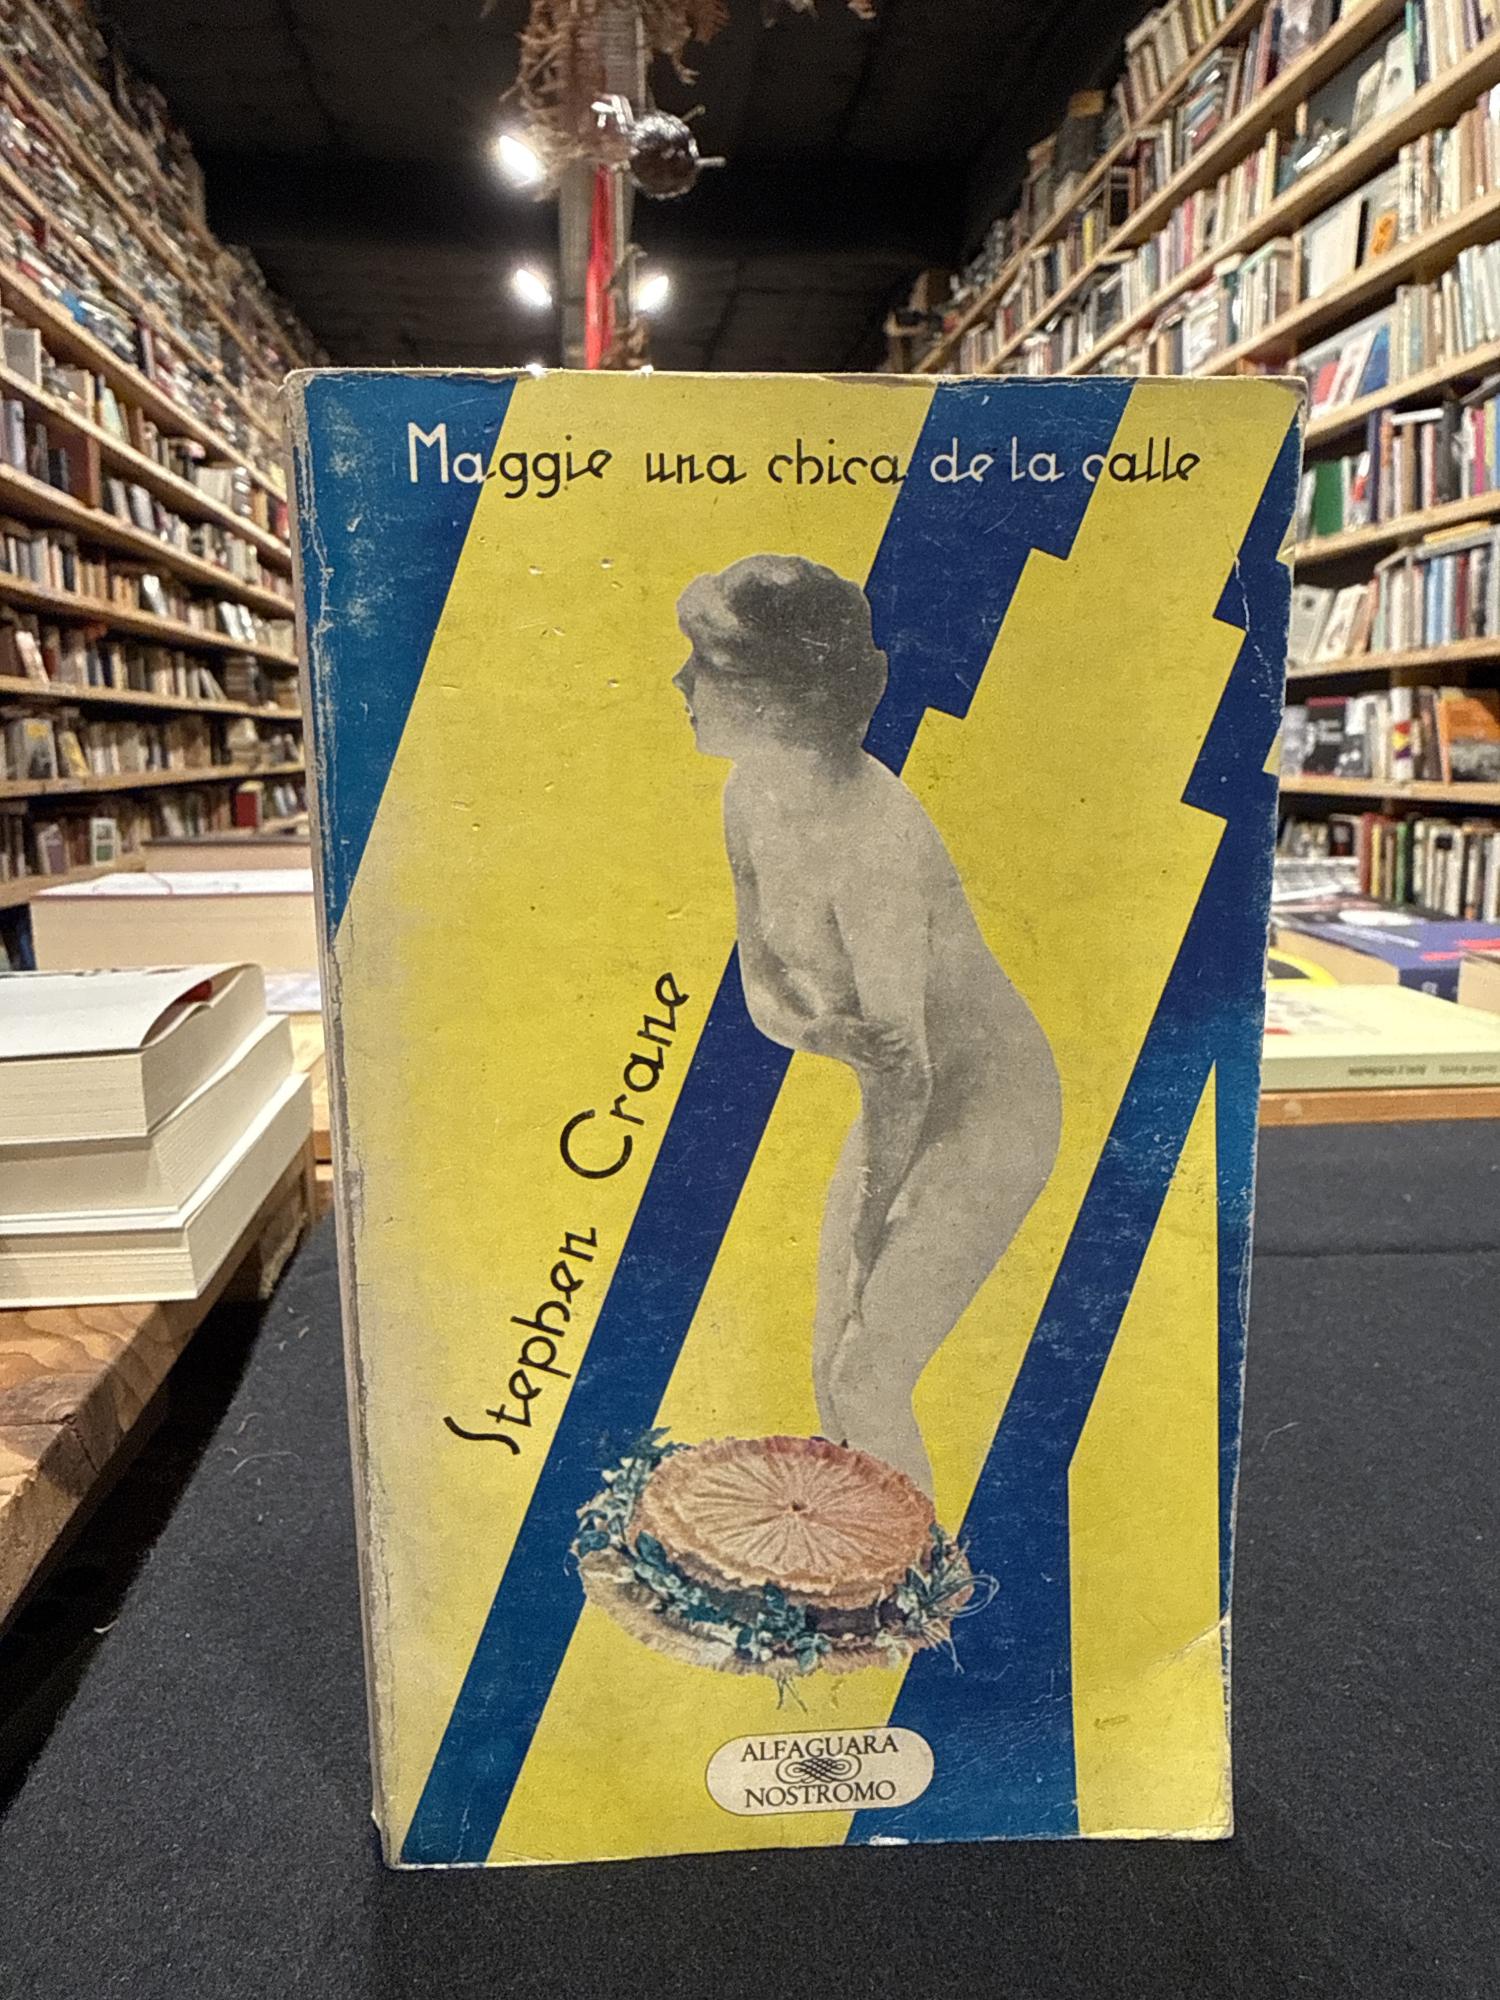 Maggie una chica de la calle
Stephen Crane
ALFAGUARA
NOSTROMO